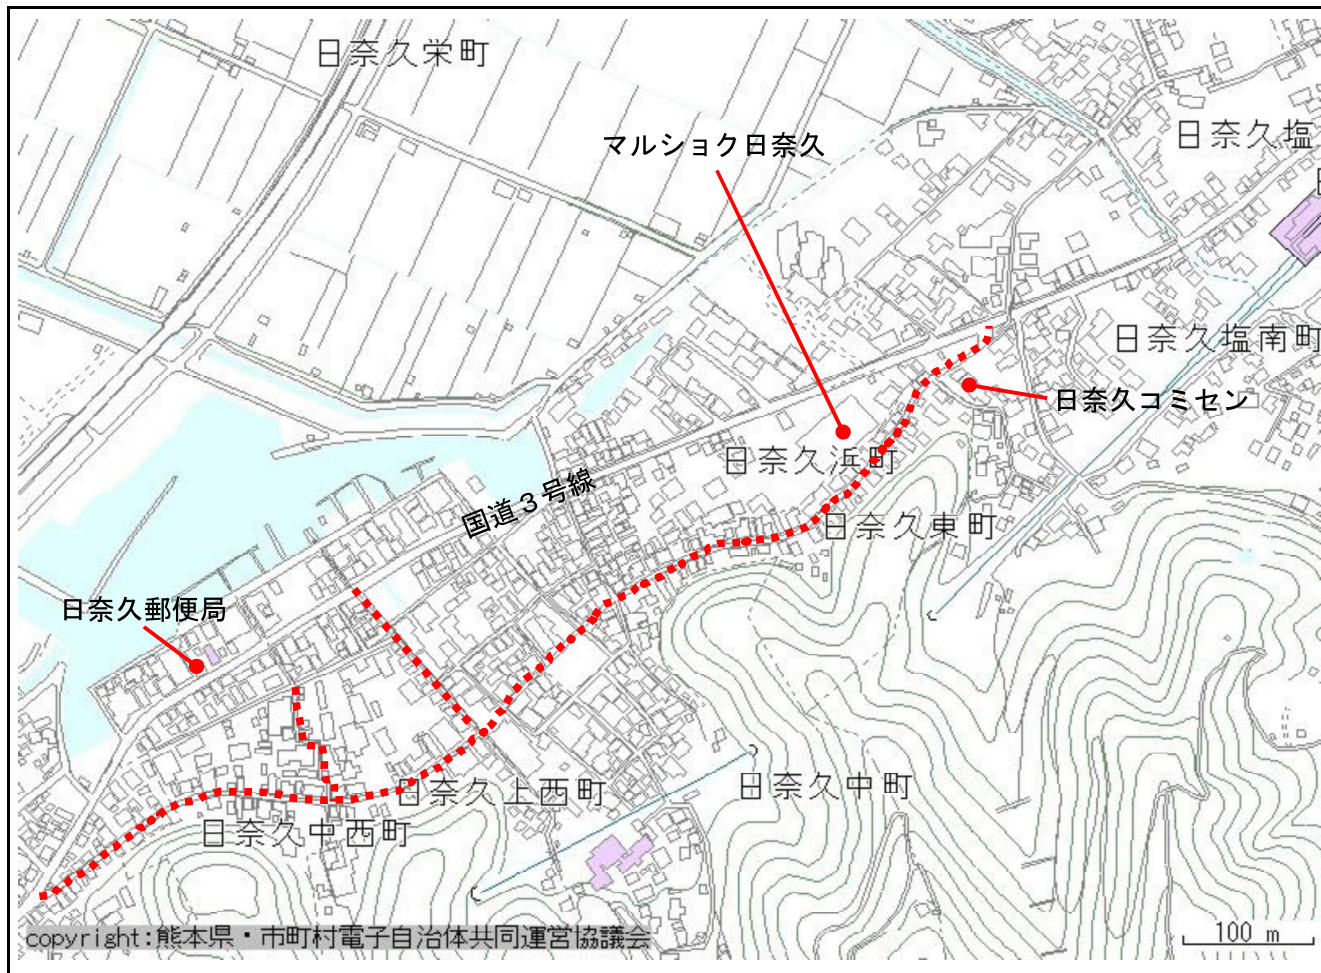 日奈久栄町
マルショク日奈久
日奈久塩
日奈久塩南町
日奈久コミセン
日奈久浜町
国道３号線
日奈久東町
日奈久郵便局
日奈久上西町
日奈久中町
日奈久中西町
copyright:熊本県・市町村電子自治体共同運営協議会
100 m